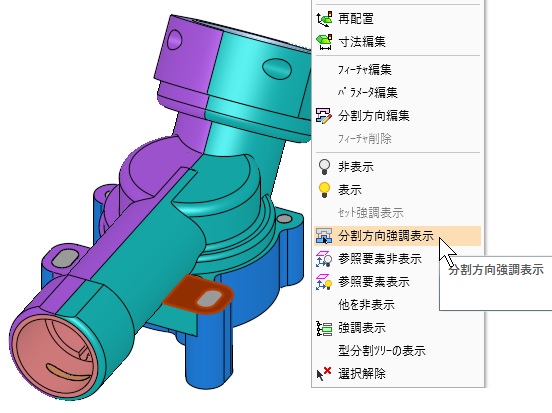 再配置
寸法編集
フィーチャ編集
パラメータ編集
分割方向編集
フィーチャ削除
非表示
表示
セット強調表示
分割方向強調表示
参照要素非表示
分割方向強調表示
参照要素表示
他を非表示
強調表示
型分割ツリーの表示
選択解除